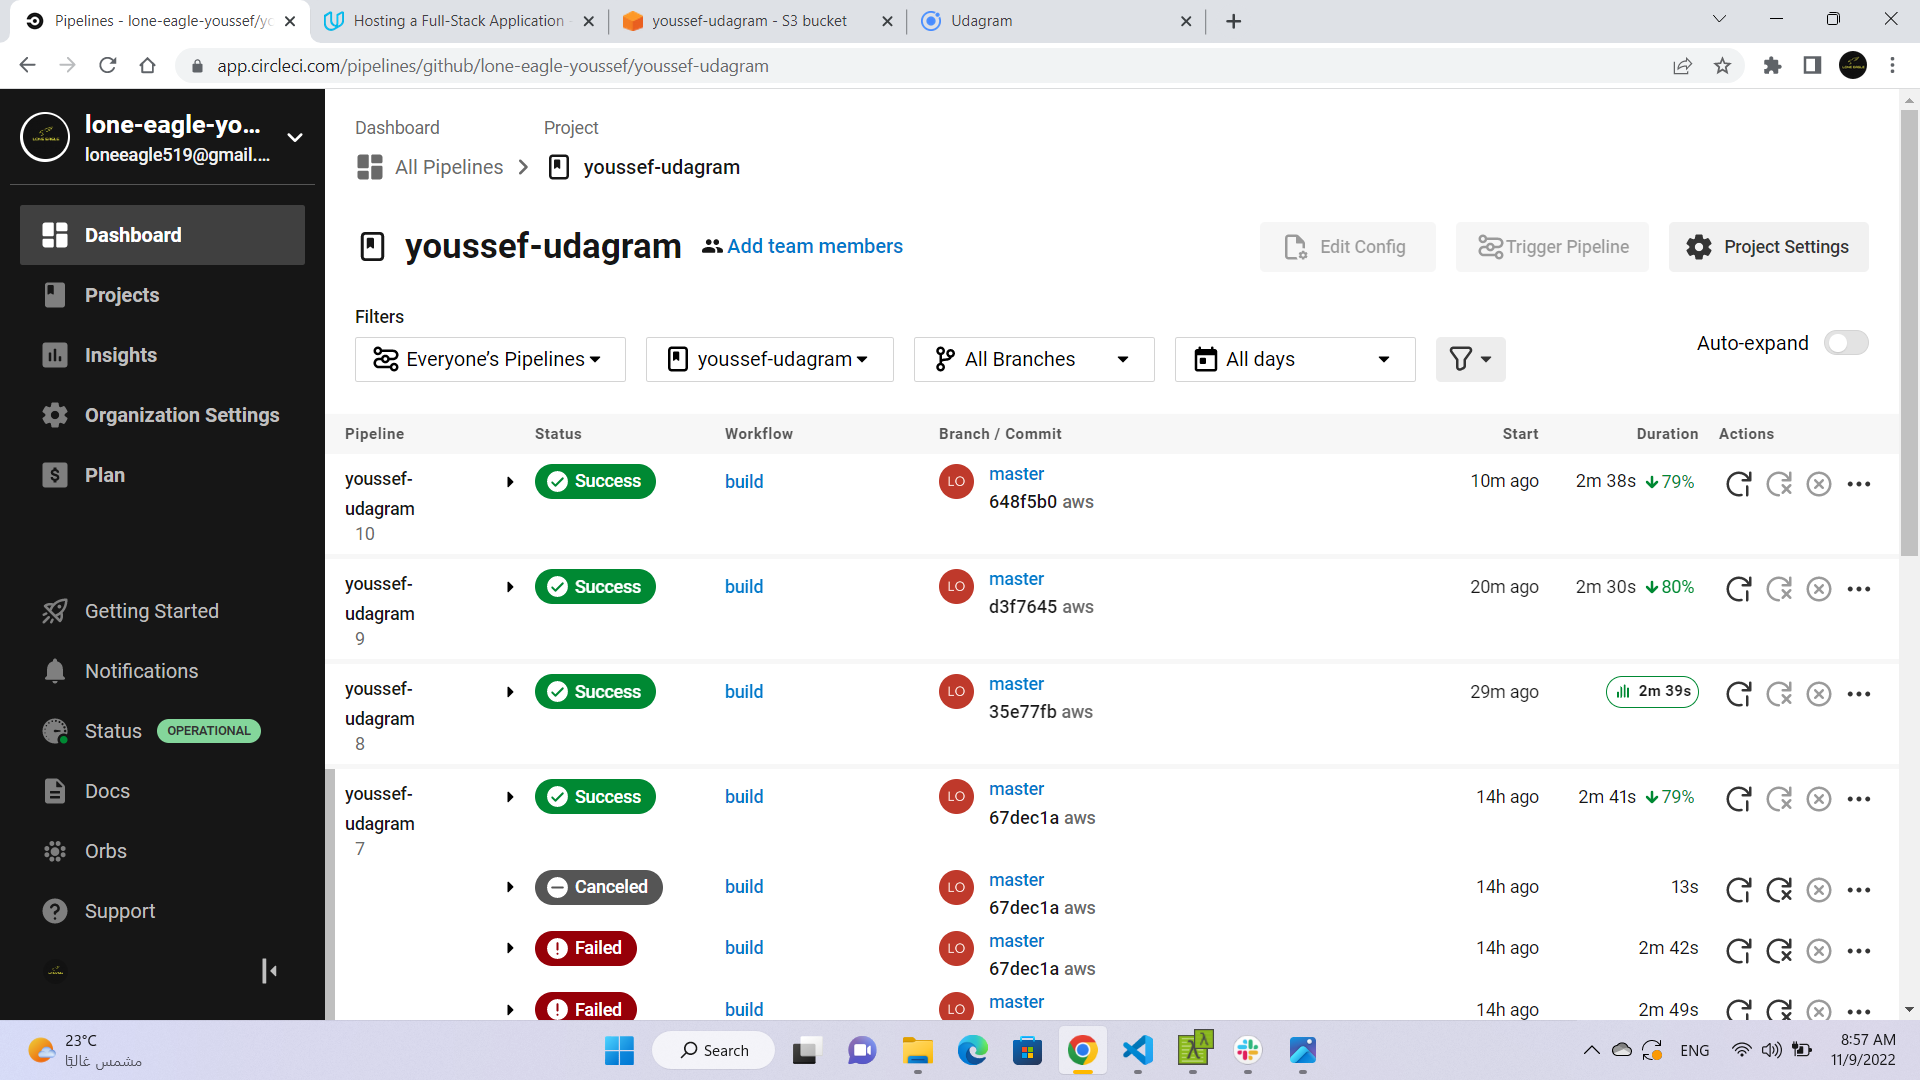 Pipelines - lone-eagle-youssef/yo
Hosting a Full-Stack Application -
youssef-udagram - S3 bucket
Udagram
app.circleci.com/pipelines/github/lone-eagle-youssef/youssef-udagram
lone-eagle-yo...
loneeagle519@gmail....
Dashboard
Projects
Insights
Organization Settings
Plan
Getting Started
Notifications
Status OPERATIONAL
Docs
Orbs
Support
Dashboard Project
All Pipelines youssef-udagram
youssef-udagram Add team members Edit Config Trigger Pipeline Project Settings
Filters
Everyone’s Pipelines youssef-udagram All Branches All days Auto-expand
Pipeline Status Workflow Branch / Commit Start Duration Actions
youssef-udagram 10 Success build LO master 648f5b0 aws 10m ago 2m 38s 79%
youssef-udagram 9 Success build LO master d3f7645 aws 20m ago 2m 30s 80%
youssef-udagram 8 Success build LO master 35e77fb aws 29m ago 2m 39s
youssef-udagram 7 Success build LO master 67dec1a aws 14h ago 2m 41s 79%
Canceled build LO master 67dec1a aws 14h ago 13s
Failed build LO master 67dec1a aws 14h ago 2m 42s
Failed build LO master 14h ago 2m 49s
23°C
مشمس غالبًا
Search
ENG
8:57 AM
11/9/2022